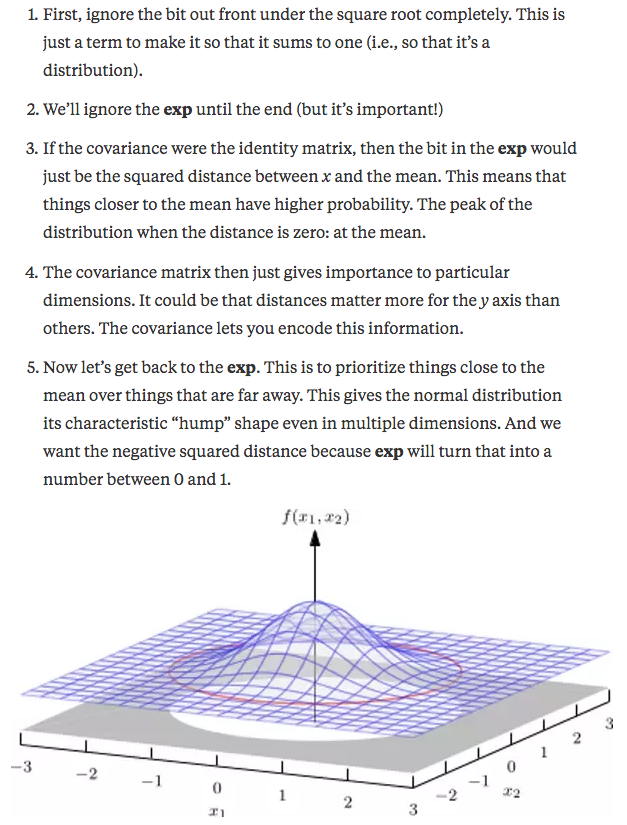 1. First, ignore the bit out front under the square root completely. This is
just a term to make it so that it sums to one (i.e., so that it’s a
distribution).
2. We’ll ignore the exp until the end (but it’s important!)
3. If the covariance were the identity matrix, then the bit in the exp would
just be the squared distance between x and the mean. This means that
things closer to the mean have higher probability. The peak of the
distribution when the distance is zero: at the mean.
4. The covariance matrix then just gives importance to particular
dimensions. It could be that distances matter more for the y axis than
others. The covariance lets you encode this information.
5. Now let’s get back to the exp. This is to prioritize things close to the
mean over things that are far away. This gives the normal distribution
its characteristic “hump” shape even in multiple dimensions. And we
want the negative squared distance because exp will turn that into a
number between 0 and 1.
f(x₁, x₂)
−3 −2 −1 0 1 2 3
x₁
−2 −1 0 1 2 3
x₂